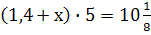 (1,4 + x) · 5 = 10 1/8